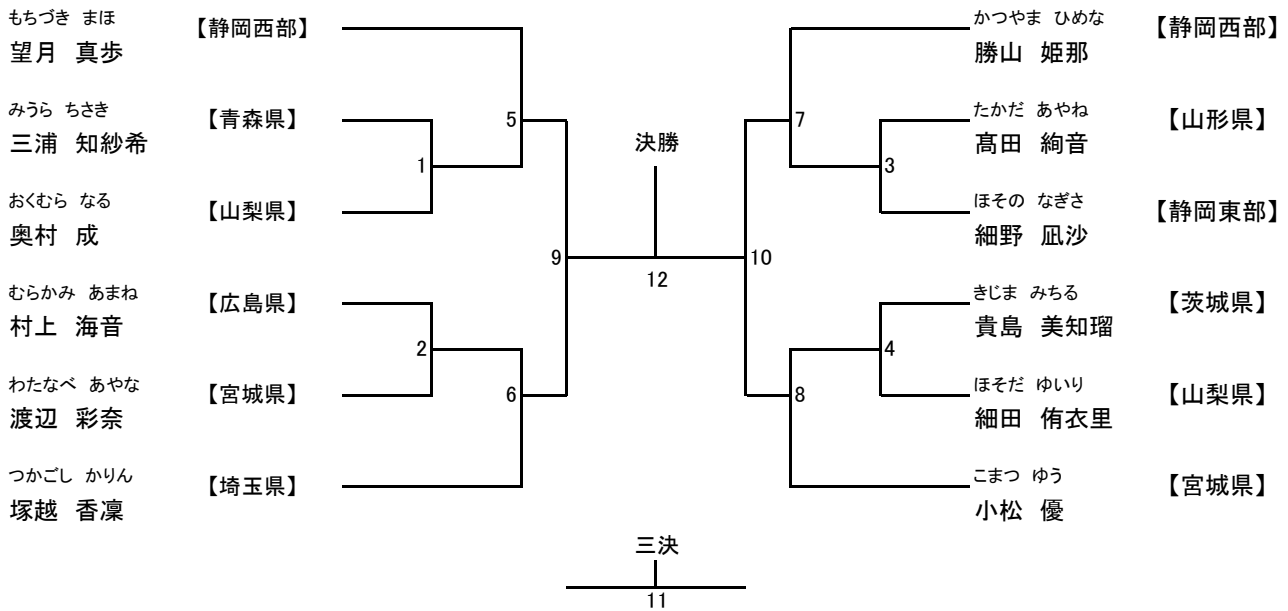 もちづき まほ
望月 真歩
【静岡西部】
みうら ちさき
三浦 知紗希
【青森県】
おくむら なる
奥村 成
【山梨県】
むらかみ あまね
村上 海音
【広島県】
わたなべ あやな
渡辺 彩奈
【宮城県】
つかごし かりん
塚越 香凜
【埼玉県】
1
2
5
6
9
決勝
12
三決
11
10
7
8
3
4
かつやま ひめな
勝山 姫那
【静岡西部】
たかだ あやね
髙田 絢音
【山形県】
ほその なぎさ
細野 凪沙
【静岡東部】
きじま みちる
貴島 美知瑠
【茨城県】
ほそだ ゆいり
細田 侑衣里
【山梨県】
こまつ ゆう
小松 優
【宮城県】